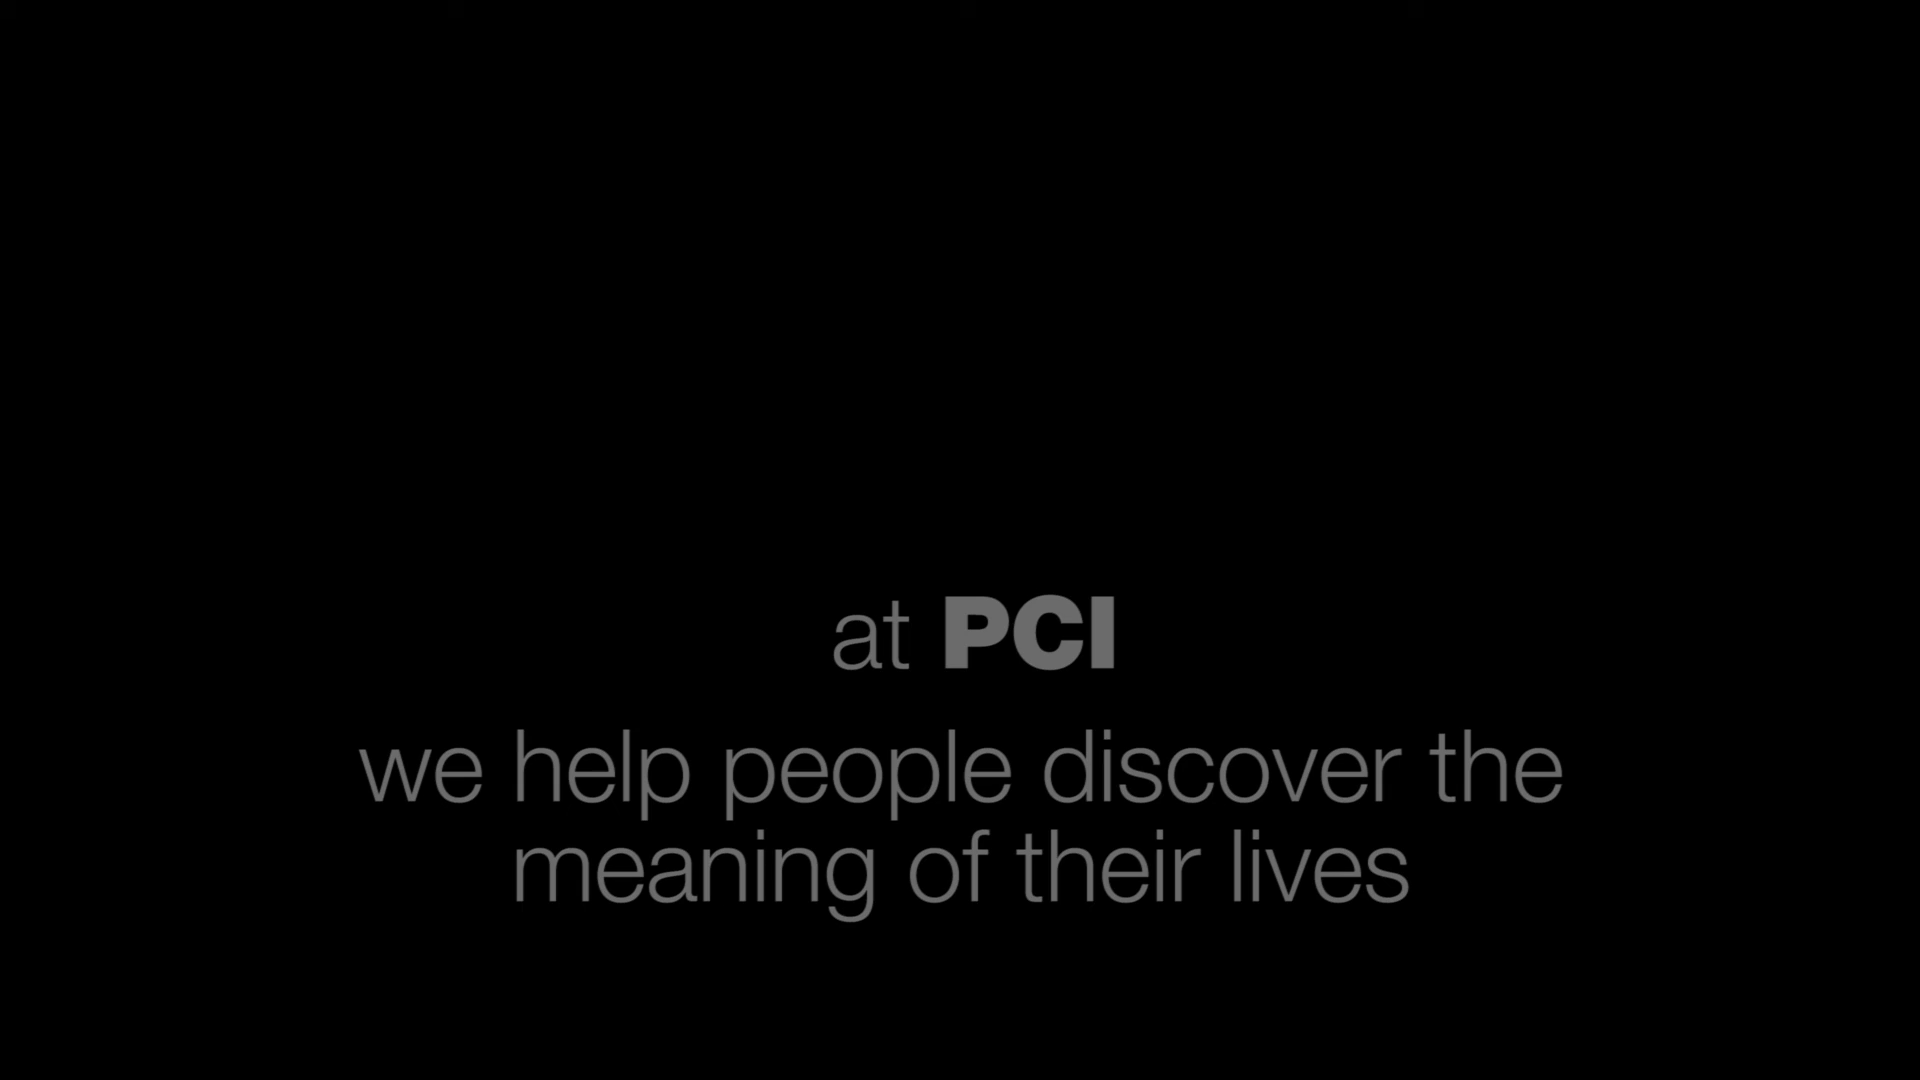 at PCI
we help people discover the
meaning of their lives